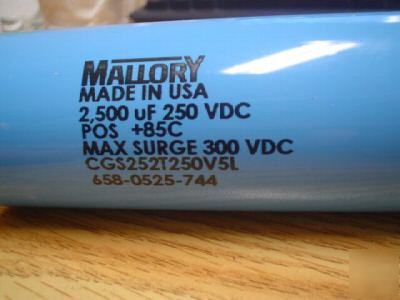 MALLORY
MADE IN USA
2,500 uF 250 VDC
POS +85C
MAX SURGE 300 VDC
CGS252T250V5L
658-0525-744
UBid